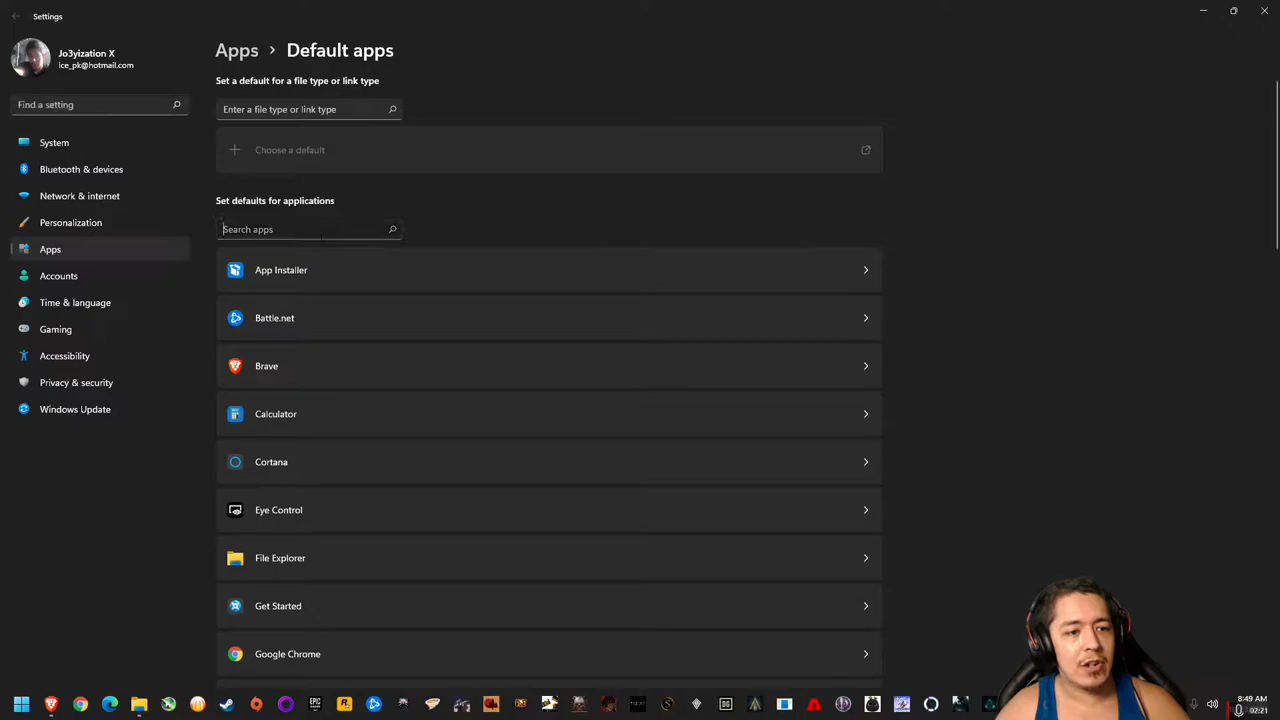 Settings
Jo3yization X
ice_pk@hotmail.com
Find a setting
System
Bluetooth & devices
Network & internet
Personalization
Apps
Accounts
Time & language
Gaming
Accessibility
Privacy & security
Windows Update
Apps > Default apps
Set a default for a file type or link type
Enter a file type or link type
Choose a default
Set defaults for applications
Search apps
App Installer
Battle.net
Brave
Calculator
Cortana
Eye Control
File Explorer
Get Started
Google Chrome
EPIC
8:49 AM
02:21